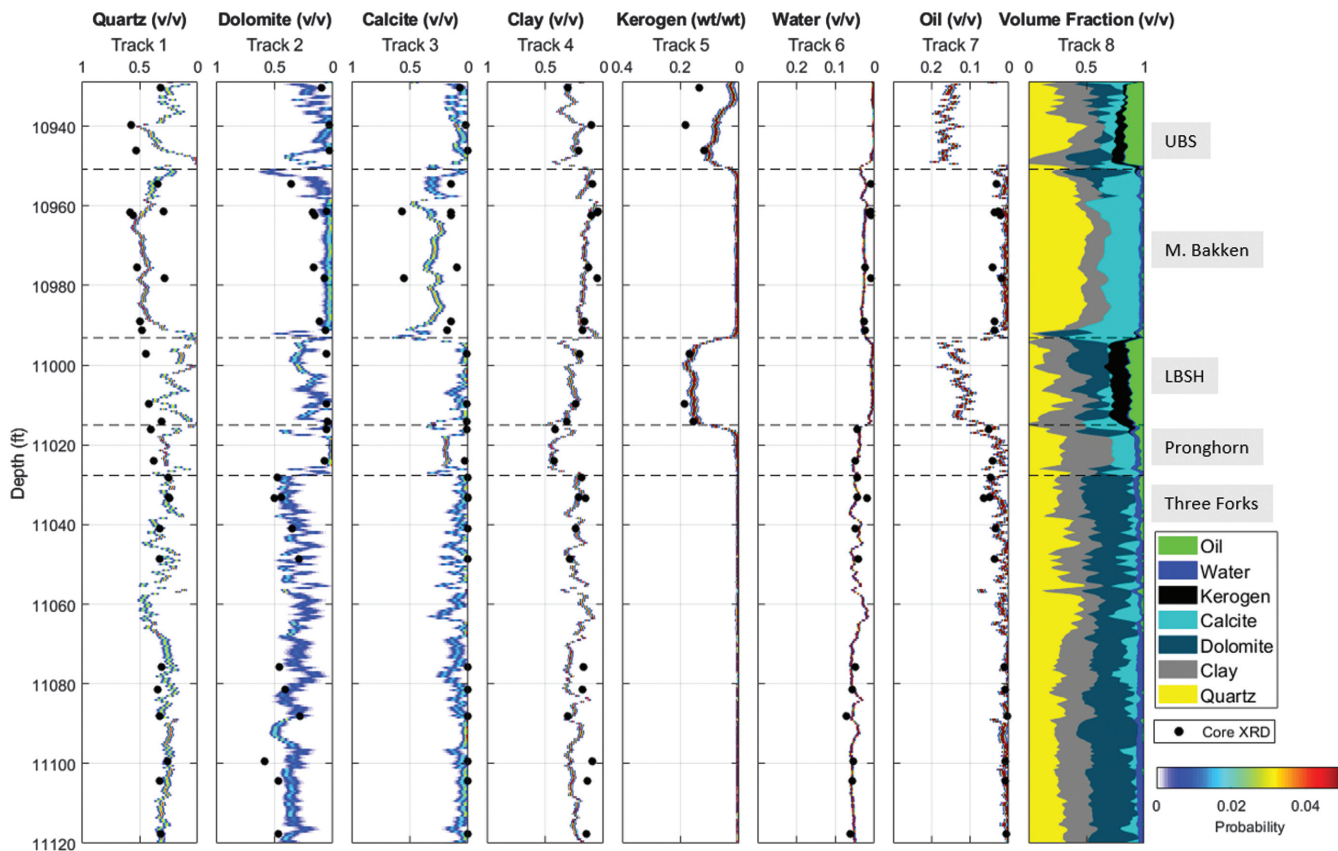 Quartz (v/v) Dolomite (v/v) Calcite (v/v) Clay (v/v) Kerogen (wt/wt) Water (v/v) Oil (v/v) Volume Fraction (v/v)
Track 1 Track 2 Track 3 Track 4 Track 5 Track 6 Track 7 Track 8
1 0.5 0 1 0.5 0 1 0.5 0 1 0.5 0 0.4 0.2 0 0.2 0.1 0 0.2 0.1 0 0 0.5 1
10940
UBS
10960
M. Bakken
10980
11000
LBSH
11020
Pronghorn
Depth (ft)
Three Forks
11040
Oil
Water
11060
Kerogen
Calcite
Dolomite
Clay
11080
Quartz
Core XRD
11100
0 0.02 0.04
Probability
11120